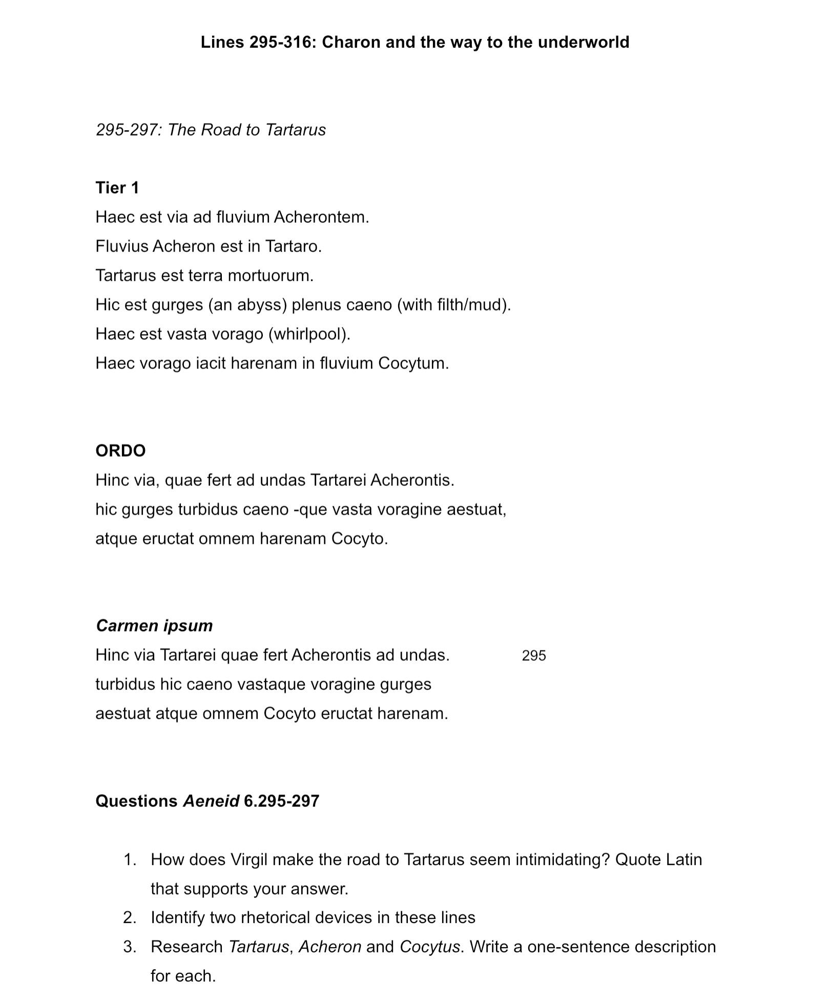 Lines 295-316: Charon and the way to the underworld
295-297: The Road to Tartarus
Tier 1
Haec est via ad fluvium Acherontem.
Fluvius Acheron est in Tartaro.
Tartarus est terra mortuorum.
Hic est gurges (an abyss) plenus caeno (with filth/mud).
Haec est vasta vorago (whirlpool).
Haec vorago iacit harenam in fluvium Cocytum.
ORDO
Hinc via, quae fert ad undas Tartarei Acherontis.
hic gurges turbidus caeno -que vasta voragine aestuat,
atque eructat omnem harenam Cocyto.
Carmen ipsum
Hinc via Tartarei quae fert Acherontis ad undas. 295
turbidus hic caeno vastaque voragine gurges
aestuat atque omnem Cocyto eructat harenam.
Questions Aeneid 6.295-297
1. How does Virgil make the road to Tartarus seem intimidating? Quote Latin
that supports your answer.
2. Identify two rhetorical devices in these lines
3. Research Tartarus, Acheron and Cocytus. Write a one-sentence description
for each.